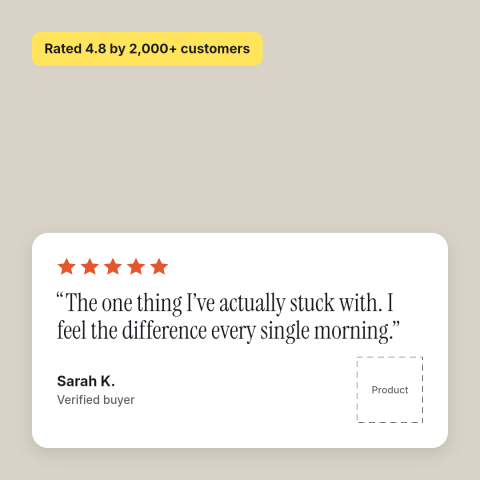 Rated 4.8 by 2,000+ customers
“The one thing I’ve actually stuck with. I
feel the difference every single morning.”
Sarah K.
Verified buyer
Product